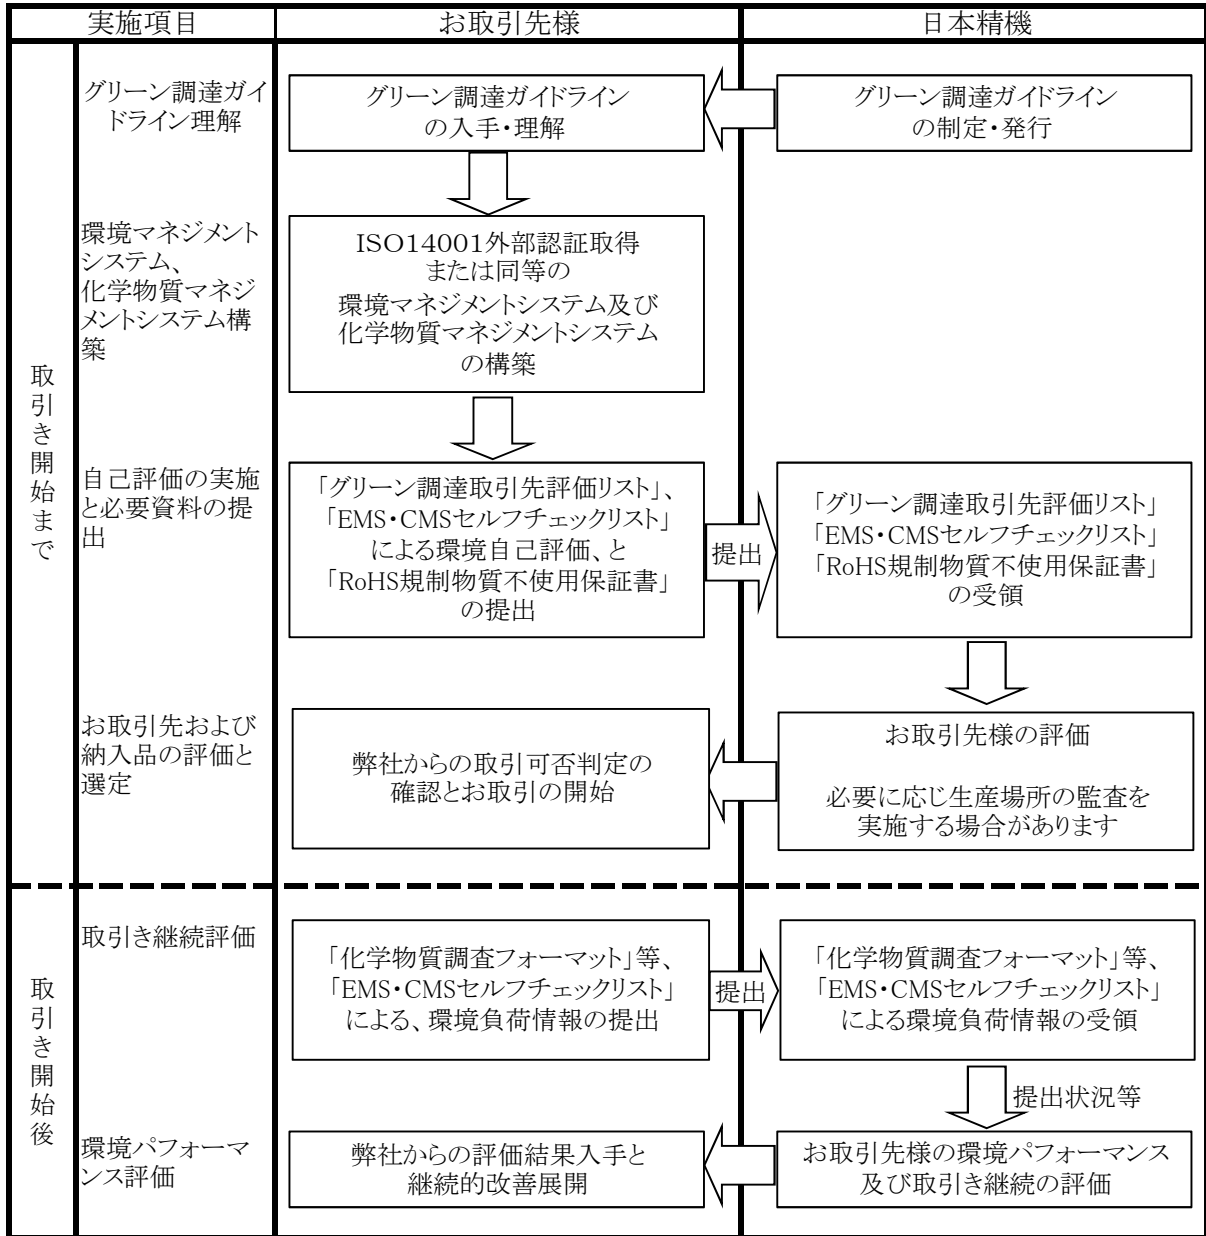 実施項目
お取引先様
日本精機
取引き開始まで
グリーン調達ガイ
ドライン理解
グリーン調達ガイドライン
の入手・理解
グリーン調達ガイドライン
の制定・発行
環境マネジメント
システム、
化学物質マネジ
メントシステム構
築
ISO14001外部認証取得
または同等の
環境マネジメントシステム及び
化学物質マネジメントシステム
の構築
自己評価の実施
と必要資料の提
出
「グリーン調達取引先評価リスト」、
「EMS・CMSセルフチェックリスト」
による環境自己評価、と
「RoHS規制物質不使用保証書」
の提出
提出
「グリーン調達取引先評価リスト」
「EMS・CMSセルフチェックリスト」
「RoHS規制物質不使用保証書」
の受領
お取引先および
納入品の評価と
選定
弊社からの取引可否判定の
確認とお取引の開始
お取引先様の評価
必要に応じ生産場所の監査を
実施する場合があります
取引き開始後
取引き継続評価
「化学物質調査フォーマット」等、
「EMS・CMSセルフチェックリスト」
による、環境負荷情報の提出
提出
「化学物質調査フォーマット」等、
「EMS・CMSセルフチェックリスト」
による環境負荷情報の受領
提出状況等
環境パフォーマ
ンス評価
弊社からの評価結果入手と
継続的改善展開
お取引先様の環境パフォーマンス
及び取引き継続の評価